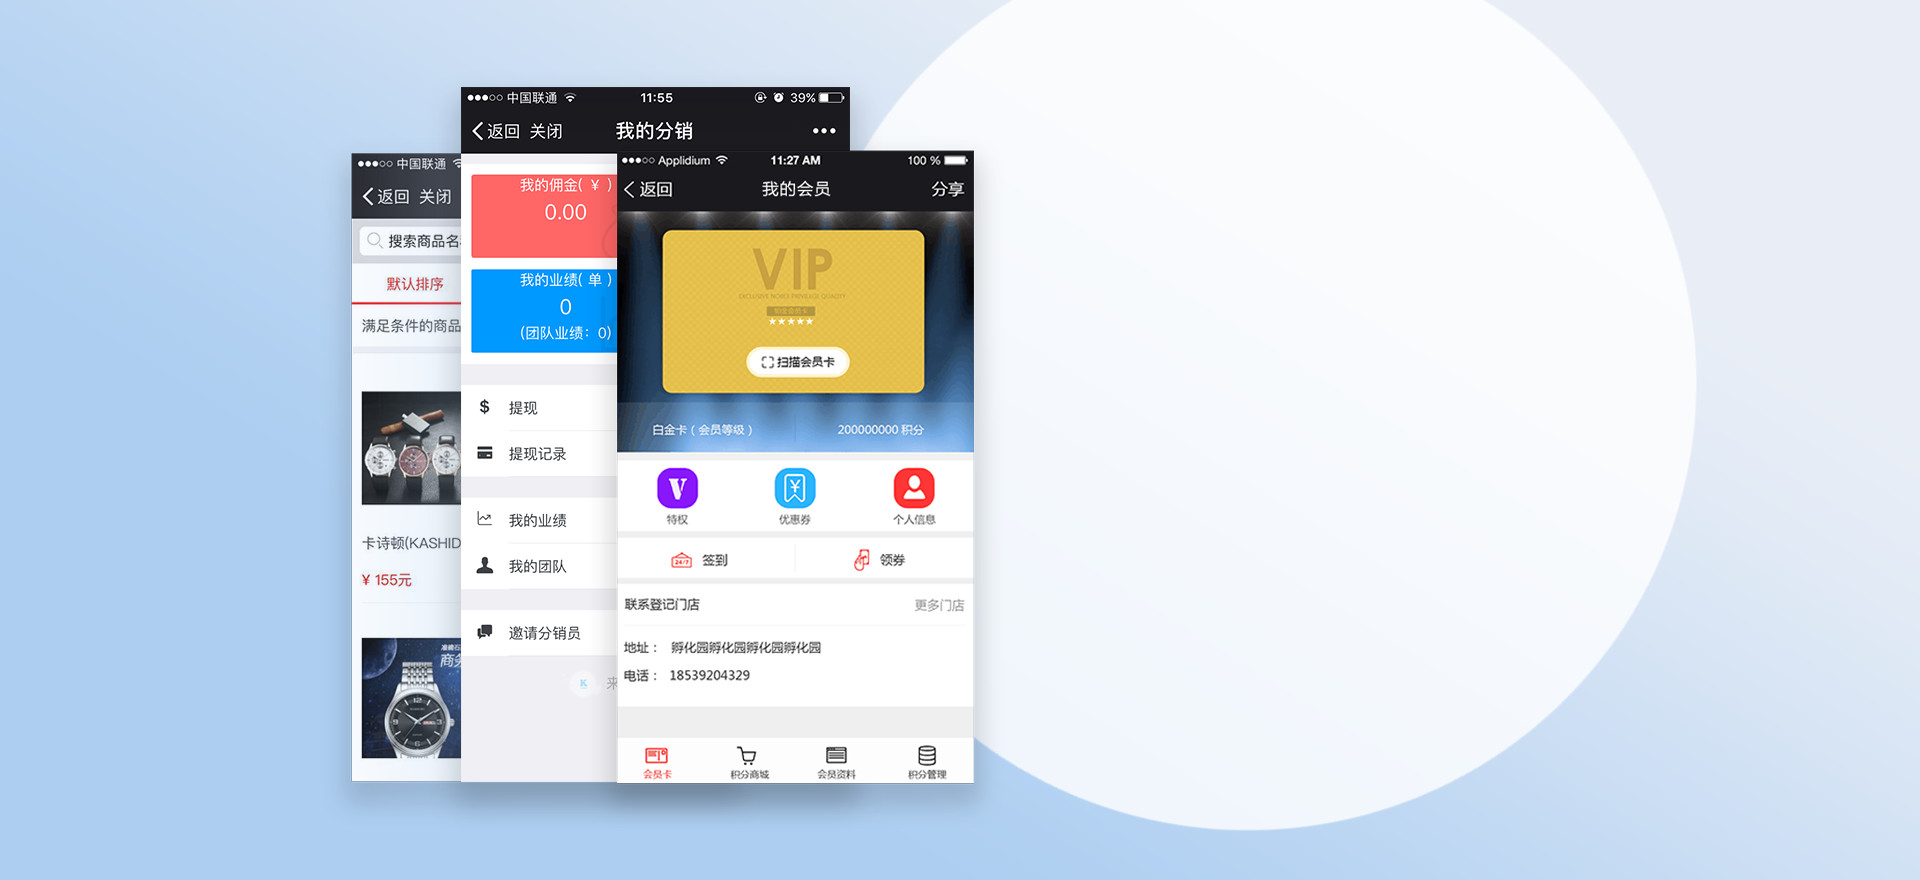 中国联通
返回 关闭
搜索商品名
默认排序
满足条件的商品
卡诗顿(KASHID
¥ 155元
准确石
商务
中国联通 11:55 39%
返回 关闭 我的分销
我的佣金( ¥ )
0.00
我的业绩( 单 )
0
(团队业绩: 0)
$ 提现
提现记录
我的业绩
我的团队
邀请分销员
K 来
Applidium 11:27 AM 100 %
返回 我的会员 分享
VIP
扫描会员卡
白金卡 ( 会员等级 ) 200000000 积分
V ¥
特权 优惠券 个人信息
24/7 签到 领券
联系登记门店 更多门店
地址： 孵化园孵化园孵化园孵化园
电话： 18539204329
会员卡 积分商城 会员资料 积分管理